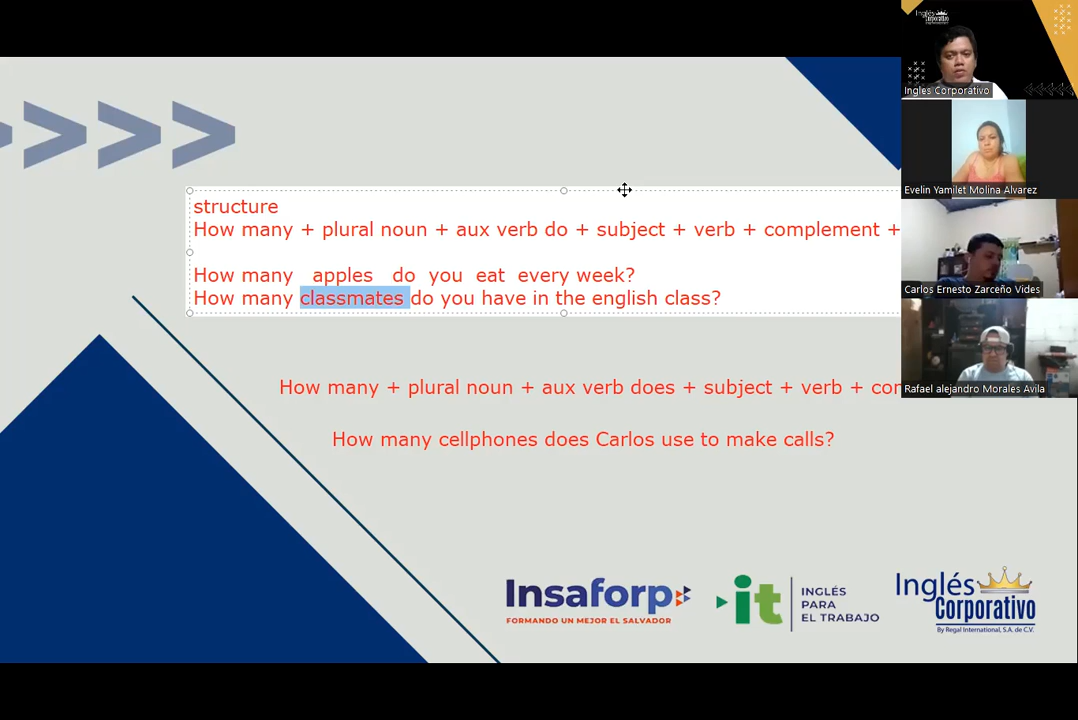 structure
How many + plural noun + aux verb do + subject + verb + complement +
How many apples do you eat every week?
How many classmates do you have in the english class?
How many + plural noun + aux verb does + subject + verb +
How many cellphones does Carlos use to make calls?
Insaforp
FORMANDO UN MEJOR EL SALVADOR
it
INGLÉS
PARA
EL TRABAJO
Inglés
Corporativo
By Regal International, S.A. de C.V.
Inglés
Corporativo
Ingles Corporativo
Evelin Yamilet Molina Alvarez
Carlos Ernesto Zarceño Vides
Rafael alejandro Morales Avila